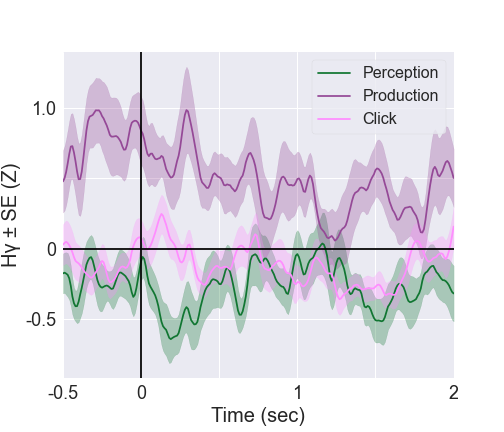 Perception
Production
Click
Hγ ± SE (Z)
1.0
0
-0.5
-0.5
0
1
2
Time (sec)